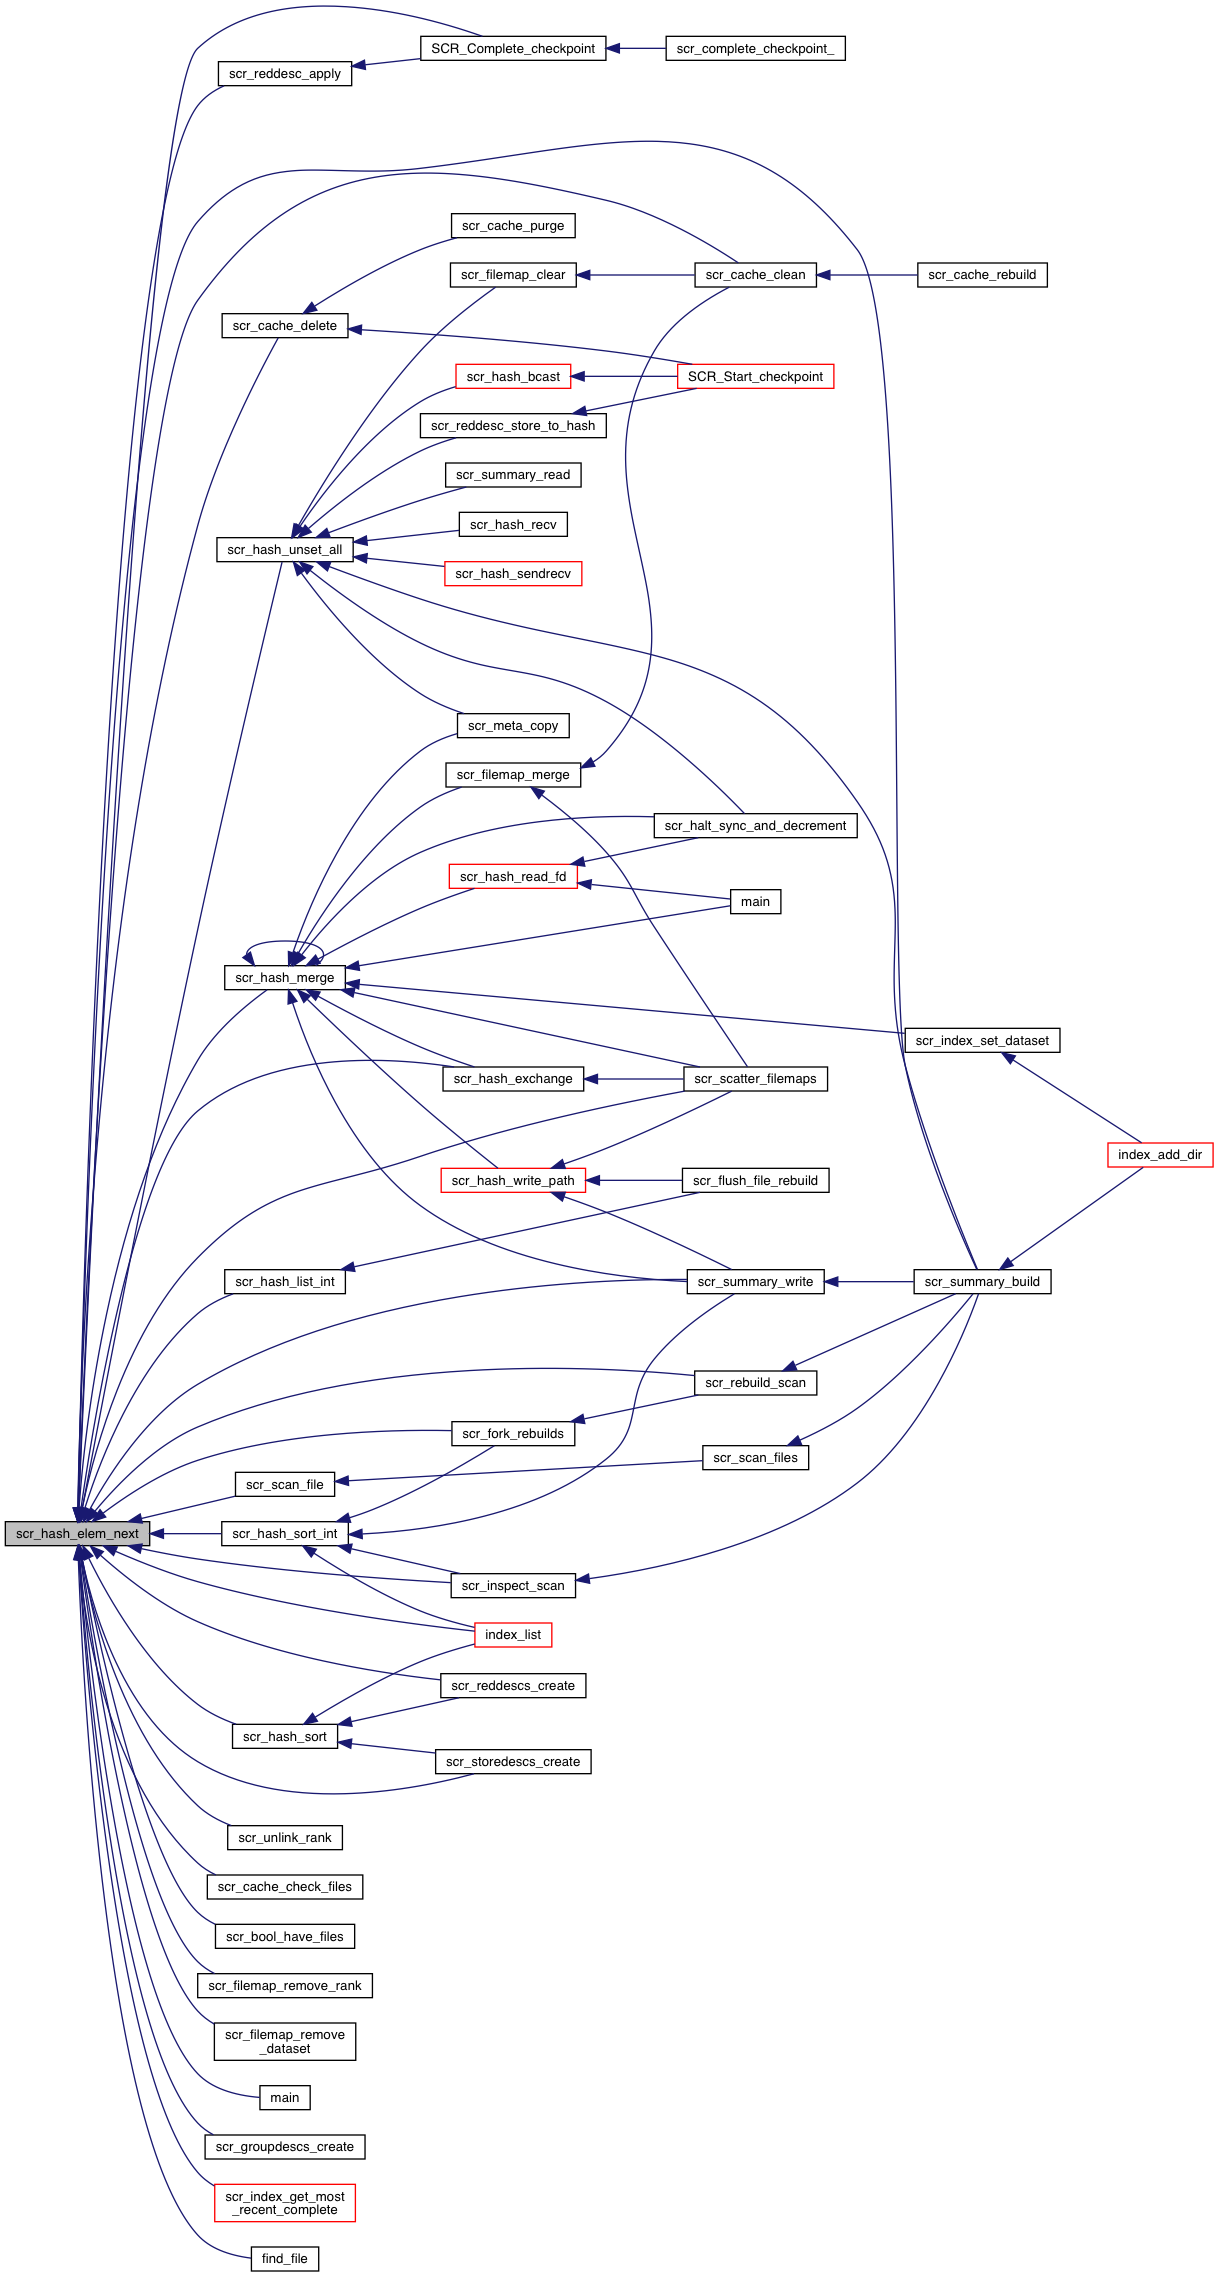 SCR_Complete_checkpoint
scr_complete_checkpoint_
scr_reddesc_apply
scr_cache_purge
scr_filemap_clear
scr_cache_clean
scr_cache_rebuild
scr_cache_delete
scr_hash_bcast
SCR_Start_checkpoint
scr_reddesc_store_to_hash
scr_summary_read
scr_hash_recv
scr_hash_unset_all
scr_hash_sendrecv
scr_meta_copy
scr_filemap_merge
scr_halt_sync_and_decrement
scr_hash_read_fd
main
scr_hash_merge
scr_index_set_dataset
scr_hash_exchange
scr_scatter_filemaps
index_add_dir
scr_hash_write_path
scr_flush_file_rebuild
scr_hash_list_int
scr_summary_write
scr_summary_build
scr_rebuild_scan
scr_fork_rebuilds
scr_scan_files
scr_scan_file
scr_hash_elem_next
scr_hash_sort_int
scr_inspect_scan
index_list
scr_reddescs_create
scr_hash_sort
scr_storedescs_create
scr_unlink_rank
scr_cache_check_files
scr_bool_have_files
scr_filemap_remove_rank
scr_filemap_remove
_dataset
main
scr_groupdescs_create
scr_index_get_most
_recent_complete
find_file